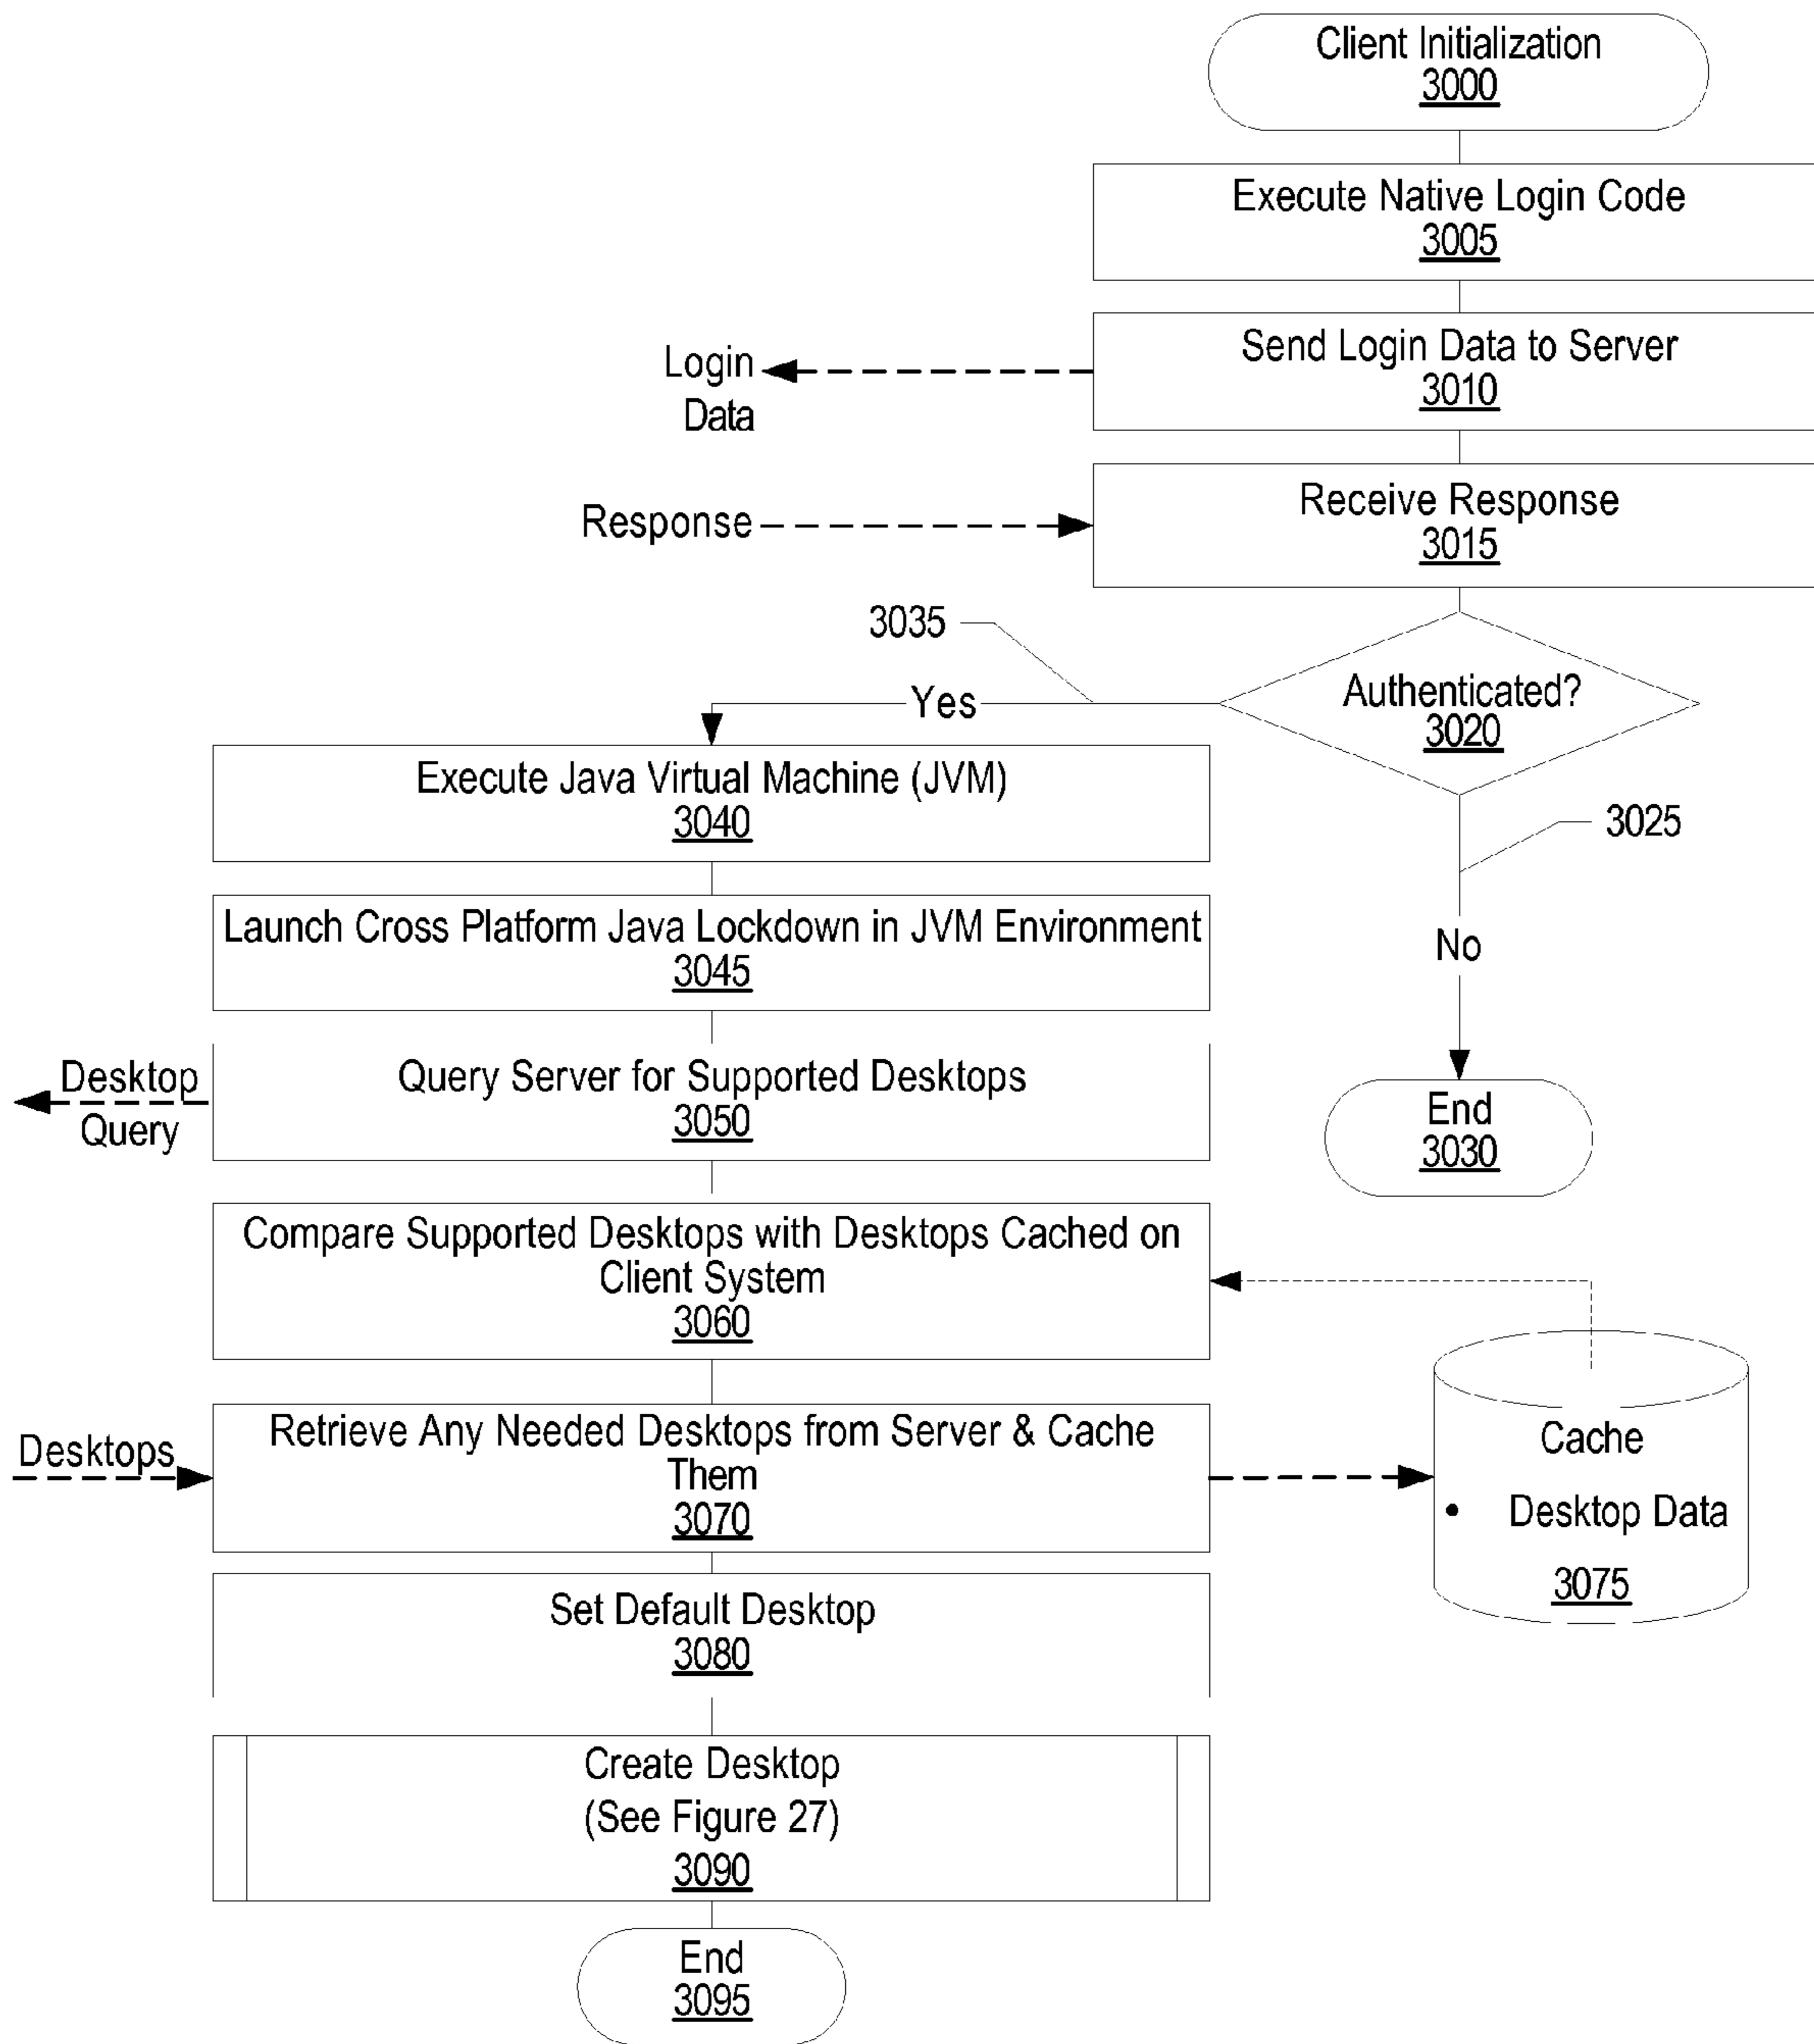 Client Initialization
3000
Execute Native Login Code
3005
Send Login Data to Server
3010
Login
Data
Receive Response
3015
Response
3035
Authenticated?
3020
Yes
Execute Java Virtual Machine (JVM)
3040
3025
Launch Cross Platform Java Lockdown in JVM Environment
3045
No
Query Server for Supported Desktops
3050
Desktop
Query
End
3030
Compare Supported Desktops with Desktops Cached on
Client System
3060
Retrieve Any Needed Desktops from Server & Cache
Them
3070
Desktops
Cache
• Desktop Data
3075
Set Default Desktop
3080
Create Desktop
(See Figure 27)
3090
End
3095